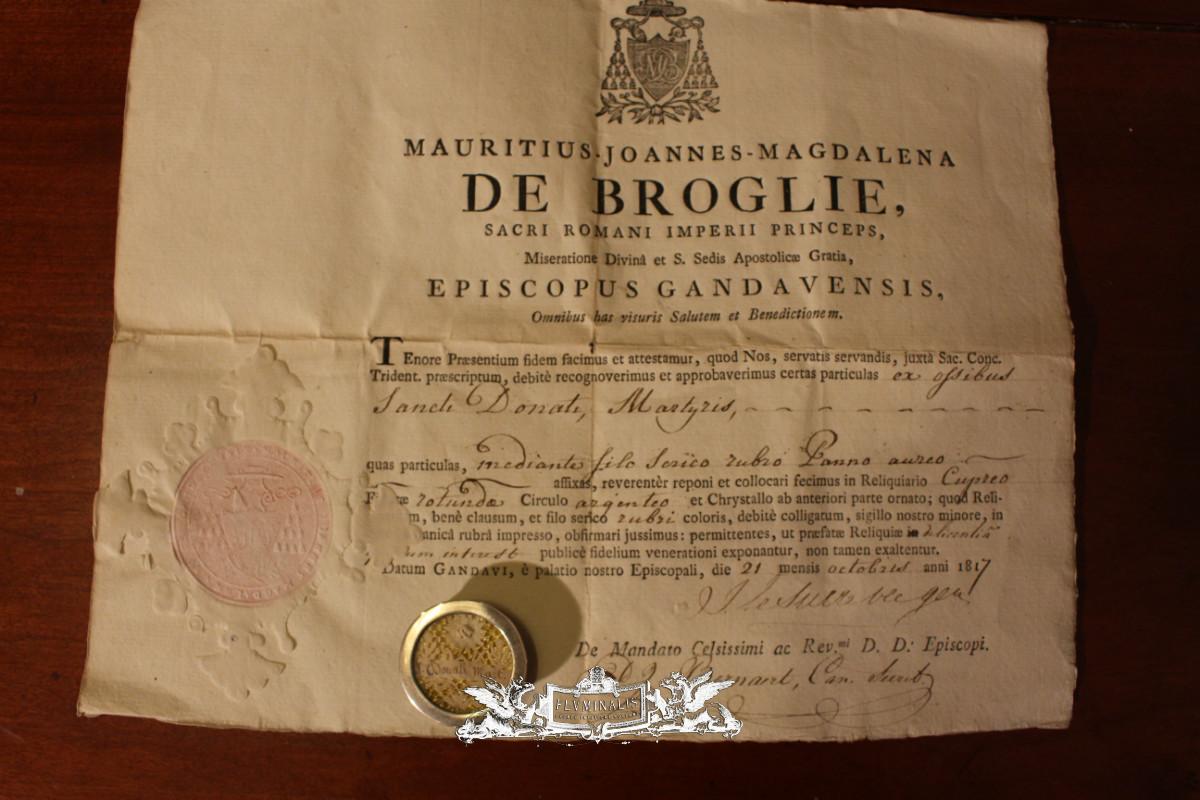 MAURITIUS-JOANNES-MAGDALENA
DE BROGLIE,
SACRI ROMANI IMPERII PRINCEPS,
Miseratione Divinâ et S. Sedis Apostolicæ Gratia,
EPISCOPUS GANDAVENSIS,
Omnibus has visuris Salutem et Benedictionem.
TEnore Præsentium fidem facimus et attestamur, quod Nos, servatis servandis, juxtà Sac. Conc.
Trident. præscriptum, debitè recognoverimus et approbaverimus certas particulas ex ossibus
Sancti Donati, Martyris,
quas particulas, mediante filo serico rubro Panno aureo
affixas, reverentèr reponi et collocari fecimus in Reliquiario Cupreo
rotundæ Circulo argenteo et Chrystallo ab anteriori parte ornato; quod Reli-
m, benè clausum, et filo serico rubri coloris, debitè colligatum, sigillo nostro minore, in
anicâ rubrâ impresso, obfirmari jussimus: permittentes, ut præfatæ Reliquiæ in
interest publicè fidelium venerationi exponantur, non tamen exaltentur.
Datum GANDAVI, è palatio nostro Episcopali, die 21 mensis octobris anni 1817
De Mandato Celsissimi ac Rev.mi D. D. Episcopi.
Can.
FLUMINALIS